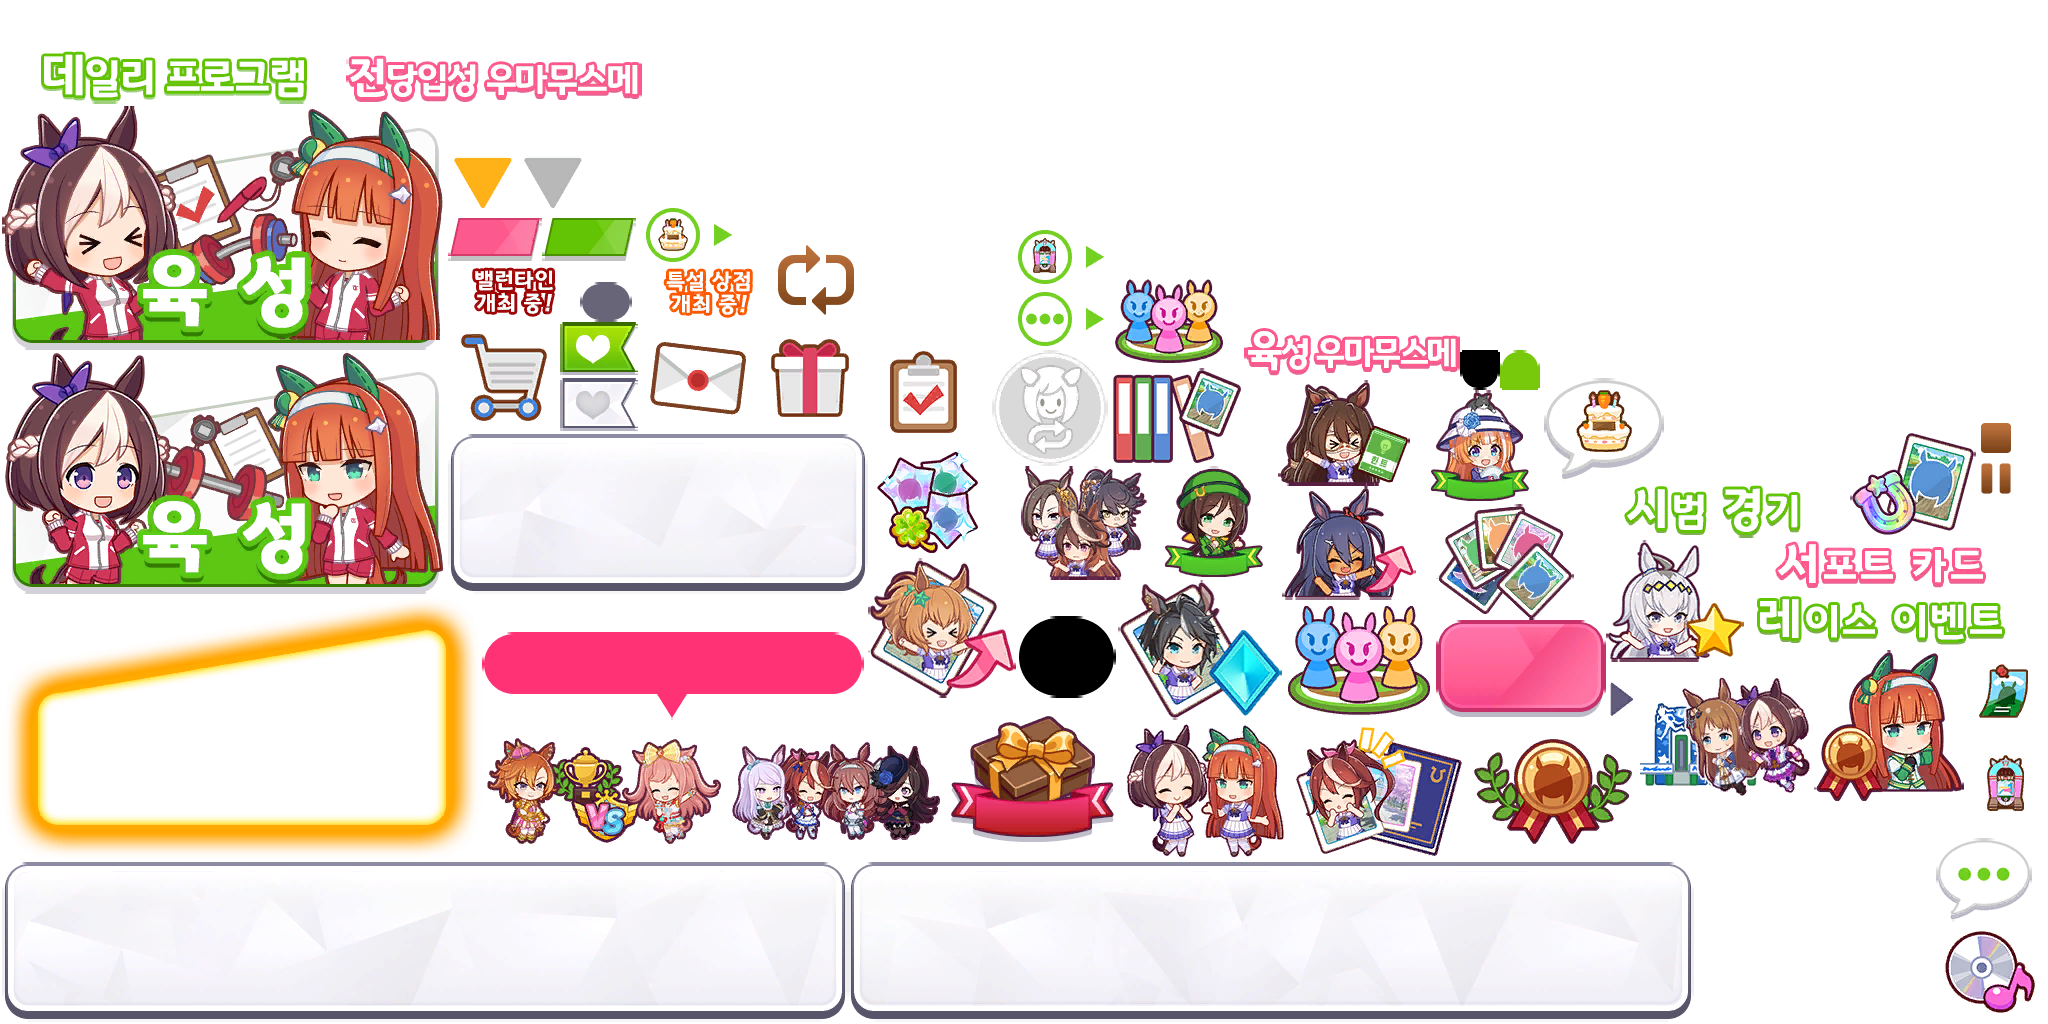 데일리 프로그램
전당입성 우마무스메
육성
밸런타인
개최 중!
특설 상점
개최 중!
육성 우마무스메
힌트
육성
시범 경기
서포트 카드
레이스 이벤트
VS